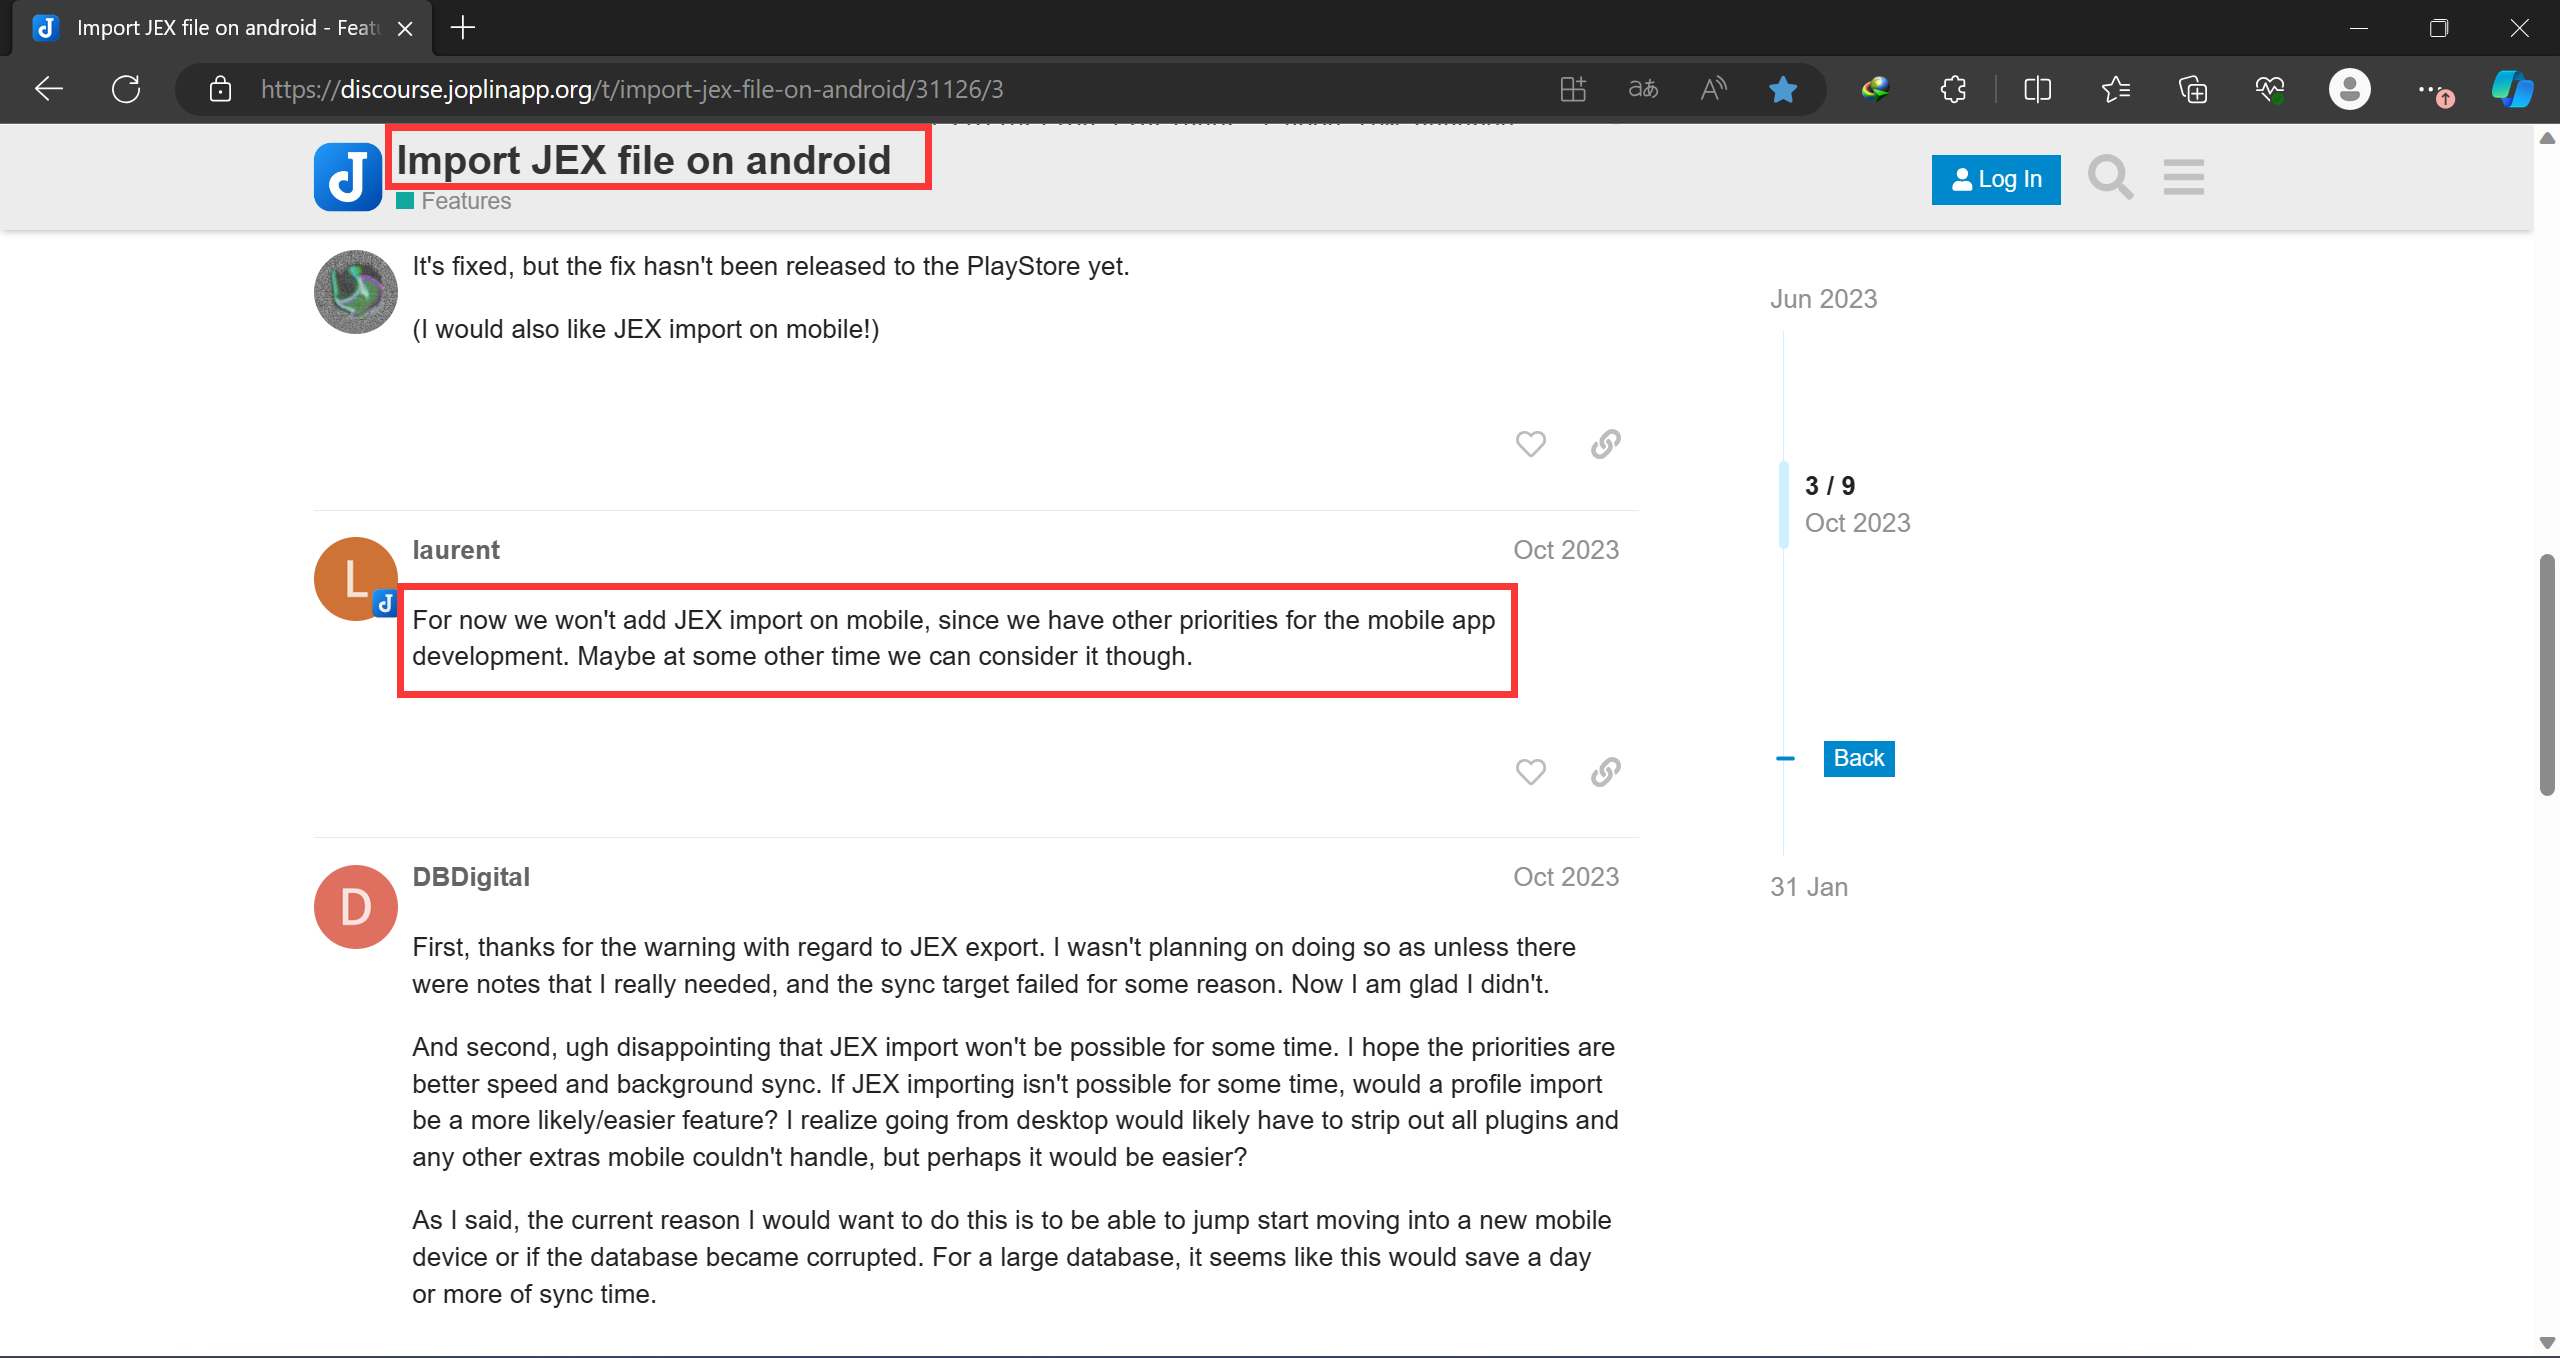 Import JEX file on android - Feat
https://discourse.joplinapp.org/t/import-jex-file-on-android/31126/3
Import JEX file on android
Features
Log In
It's fixed, but the fix hasn't been released to the PlayStore yet.
(I would also like JEX import on mobile!)
Jun 2023
3 / 9
Oct 2023
laurent
Oct 2023
L
For now we won't add JEX import on mobile, since we have other priorities for the mobile app
development. Maybe at some other time we can consider it though.
Back
31 Jan
DBDigital
Oct 2023
D
First, thanks for the warning with regard to JEX export. I wasn't planning on doing so as unless there
were notes that I really needed, and the sync target failed for some reason. Now I am glad I didn't.
And second, ugh disappointing that JEX import won't be possible for some time. I hope the priorities are
better speed and background sync. If JEX importing isn't possible for some time, would a profile import
be a more likely/easier feature? I realize going from desktop would likely have to strip out all plugins and
any other extras mobile couldn't handle, but perhaps it would be easier?
As I said, the current reason I would want to do this is to be able to jump start moving into a new mobile
device or if the database became corrupted. For a large database, it seems like this would save a day
or more of sync time.